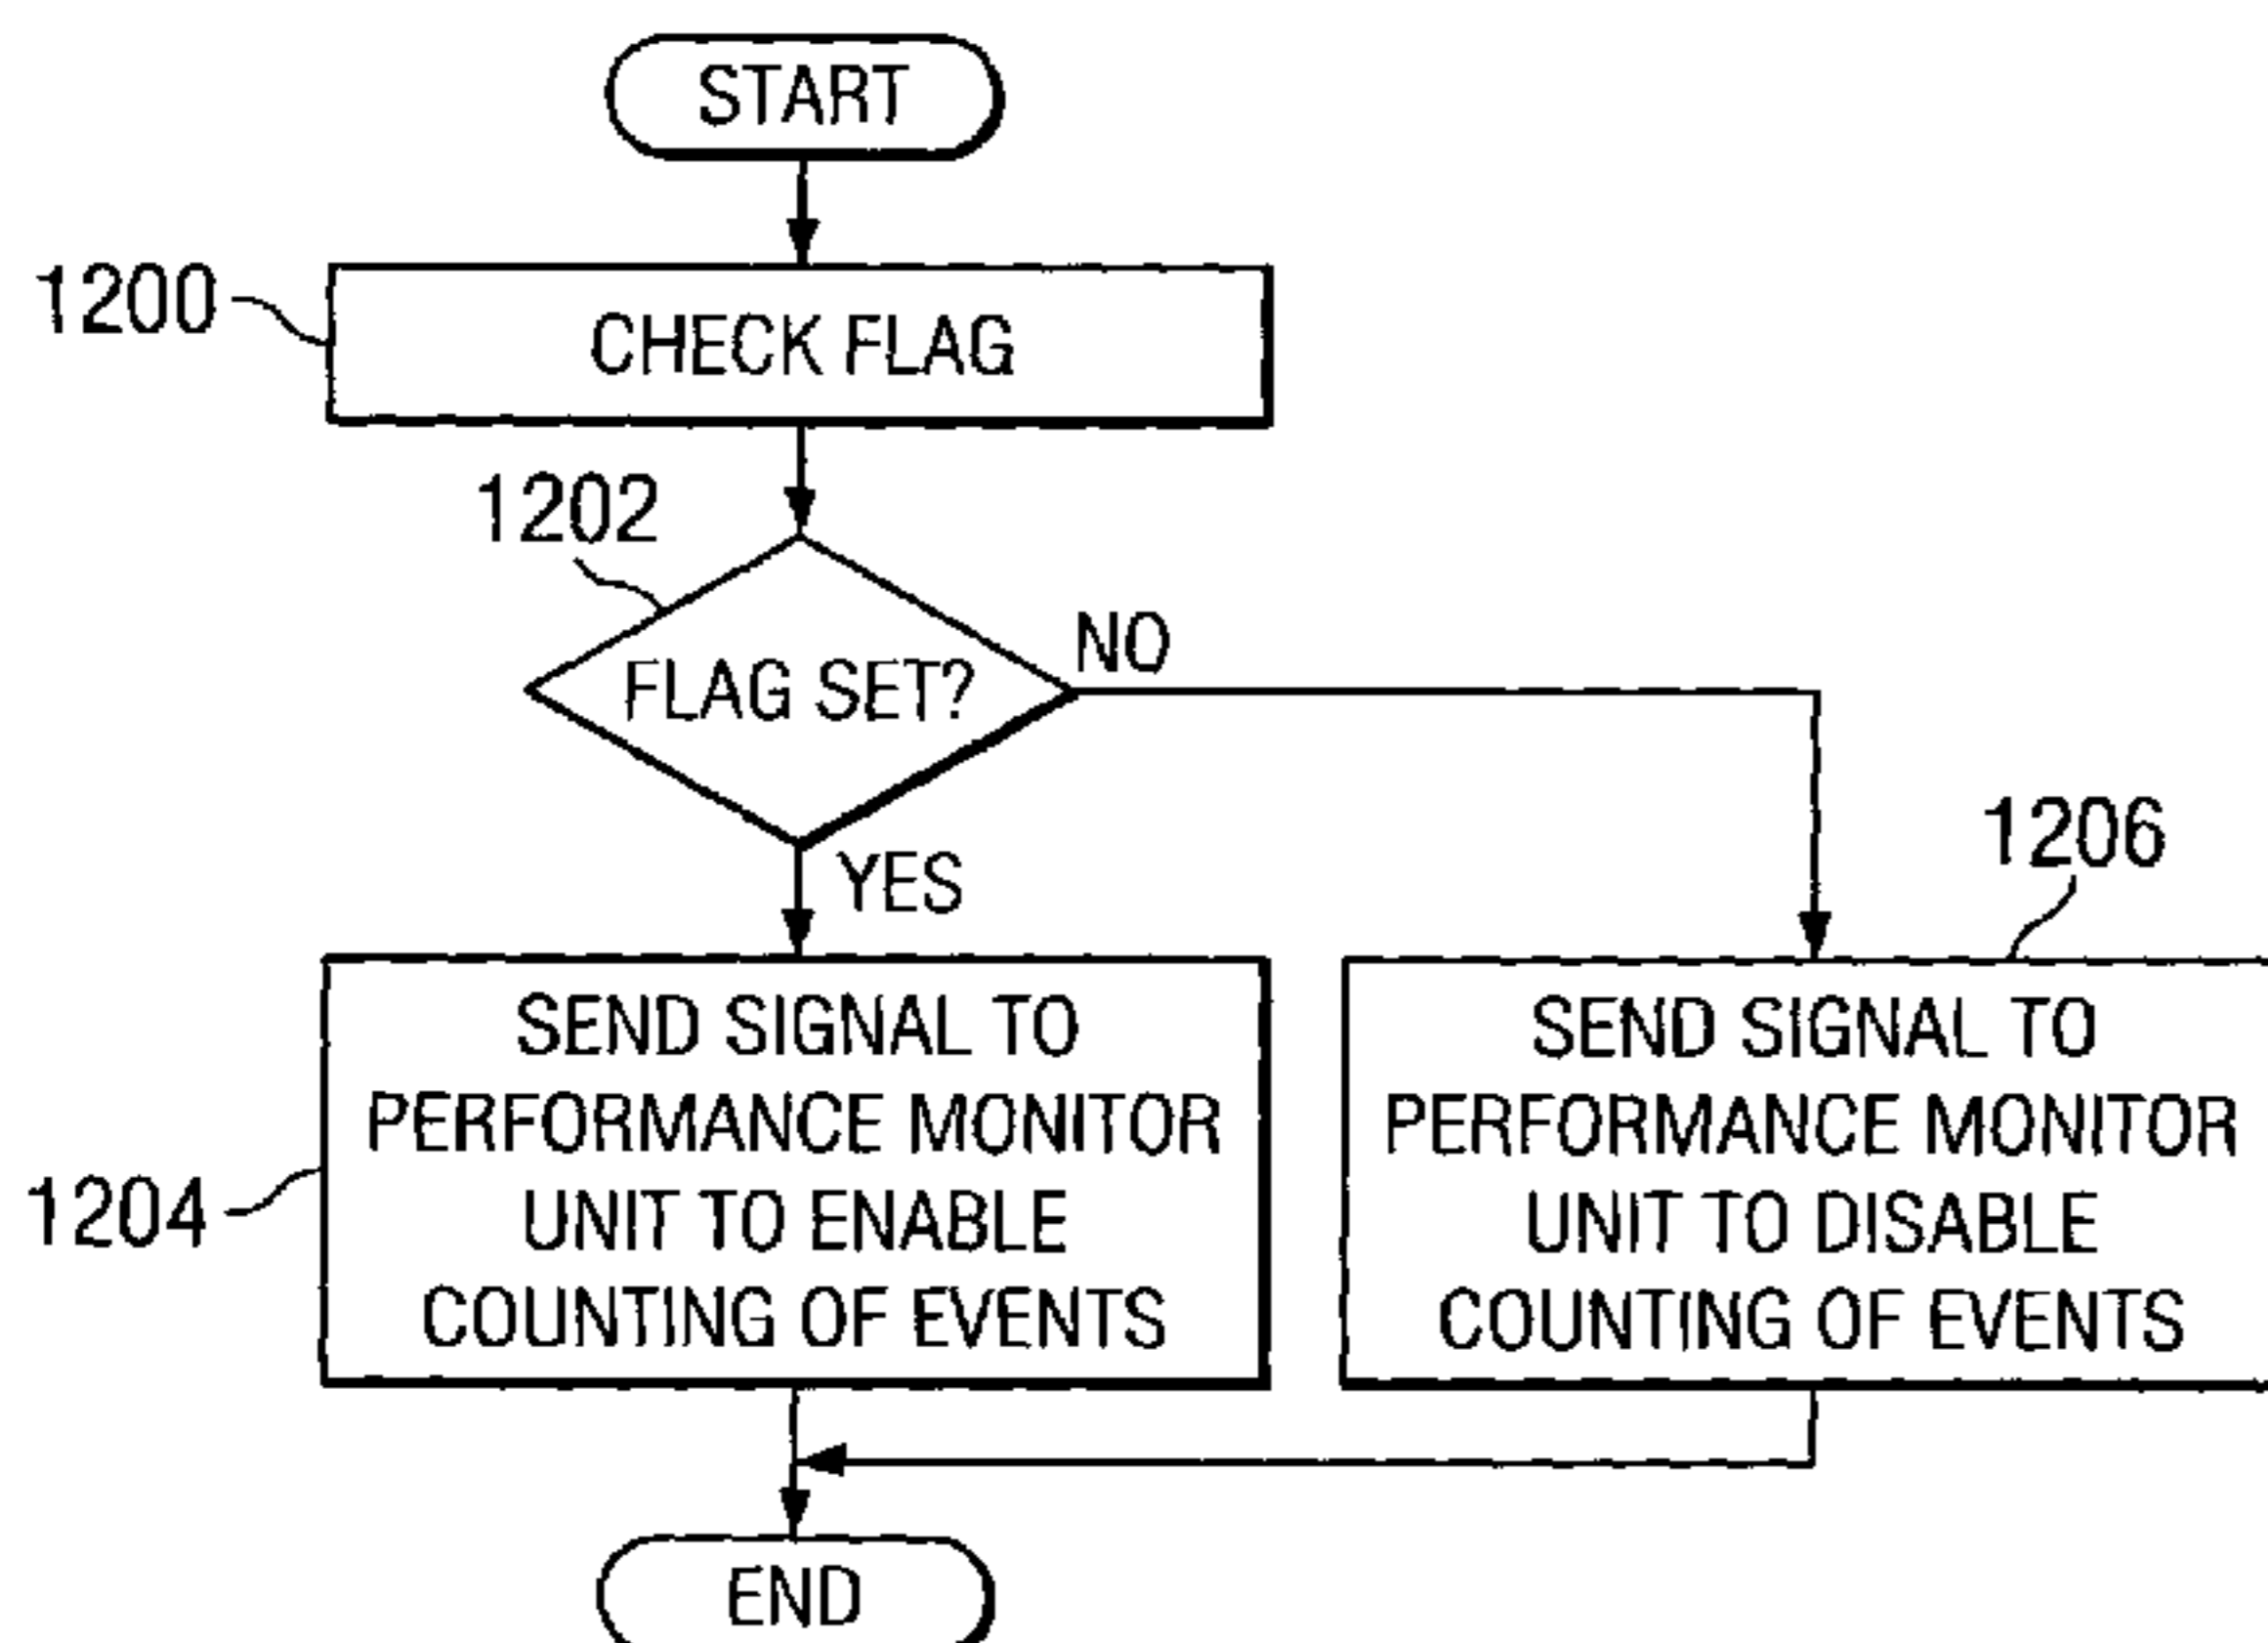 START
1200
CHECK FLAG
1202
FLAG SET?
NO
YES
1204
SEND SIGNAL TO
PERFORMANCE MONITOR
UNIT TO ENABLE
COUNTING OF EVENTS
1206
SEND SIGNAL TO
PERFORMANCE MONITOR
UNIT TO DISABLE
COUNTING OF EVENTS
END